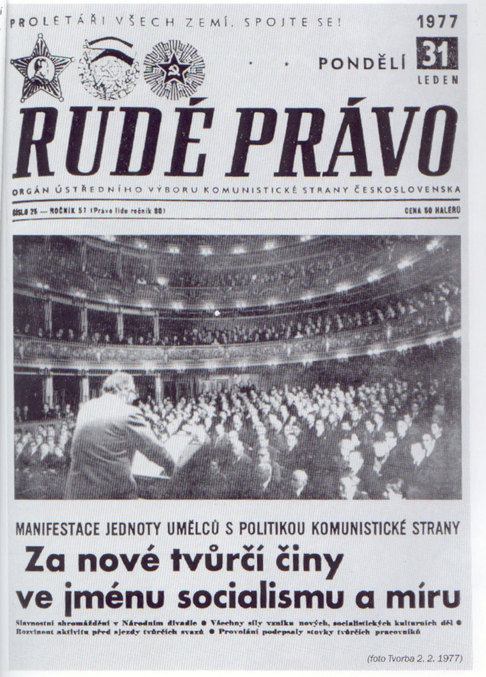 PROLETÁŘI VŠECH ZEMÍ, SPOJTE SE!
1977
PONDĚLÍ 31
LEDEN
RUDÉ PRÁVO
ORGÁN ÚSTŘEDNÍHO VÝBORU KOMUNISTICKÉ STRANY ČESKOSLOVENSKA
ČÍSLO 25 — ROČNÍK 57 (Právo lidu ročník 80)
CENA 50 HALÉŘŮ
MANIFESTACE JEDNOTY UMĚLCŮ S POLITIKOU KOMUNISTICKÉ STRANY
Za nové tvůrčí činy
ve jménu socialismu a míru
Slavnostní shromáždění v Národním divadle ● Všechny síly vzniku nových, socialistických kulturních děl ●
Rozvinout aktivitu před sjezdy tvůrčích svazů ● Provolání podepsaly stovky tvůrčích pracovníků
(foto Tvorba 2. 2. 1977)